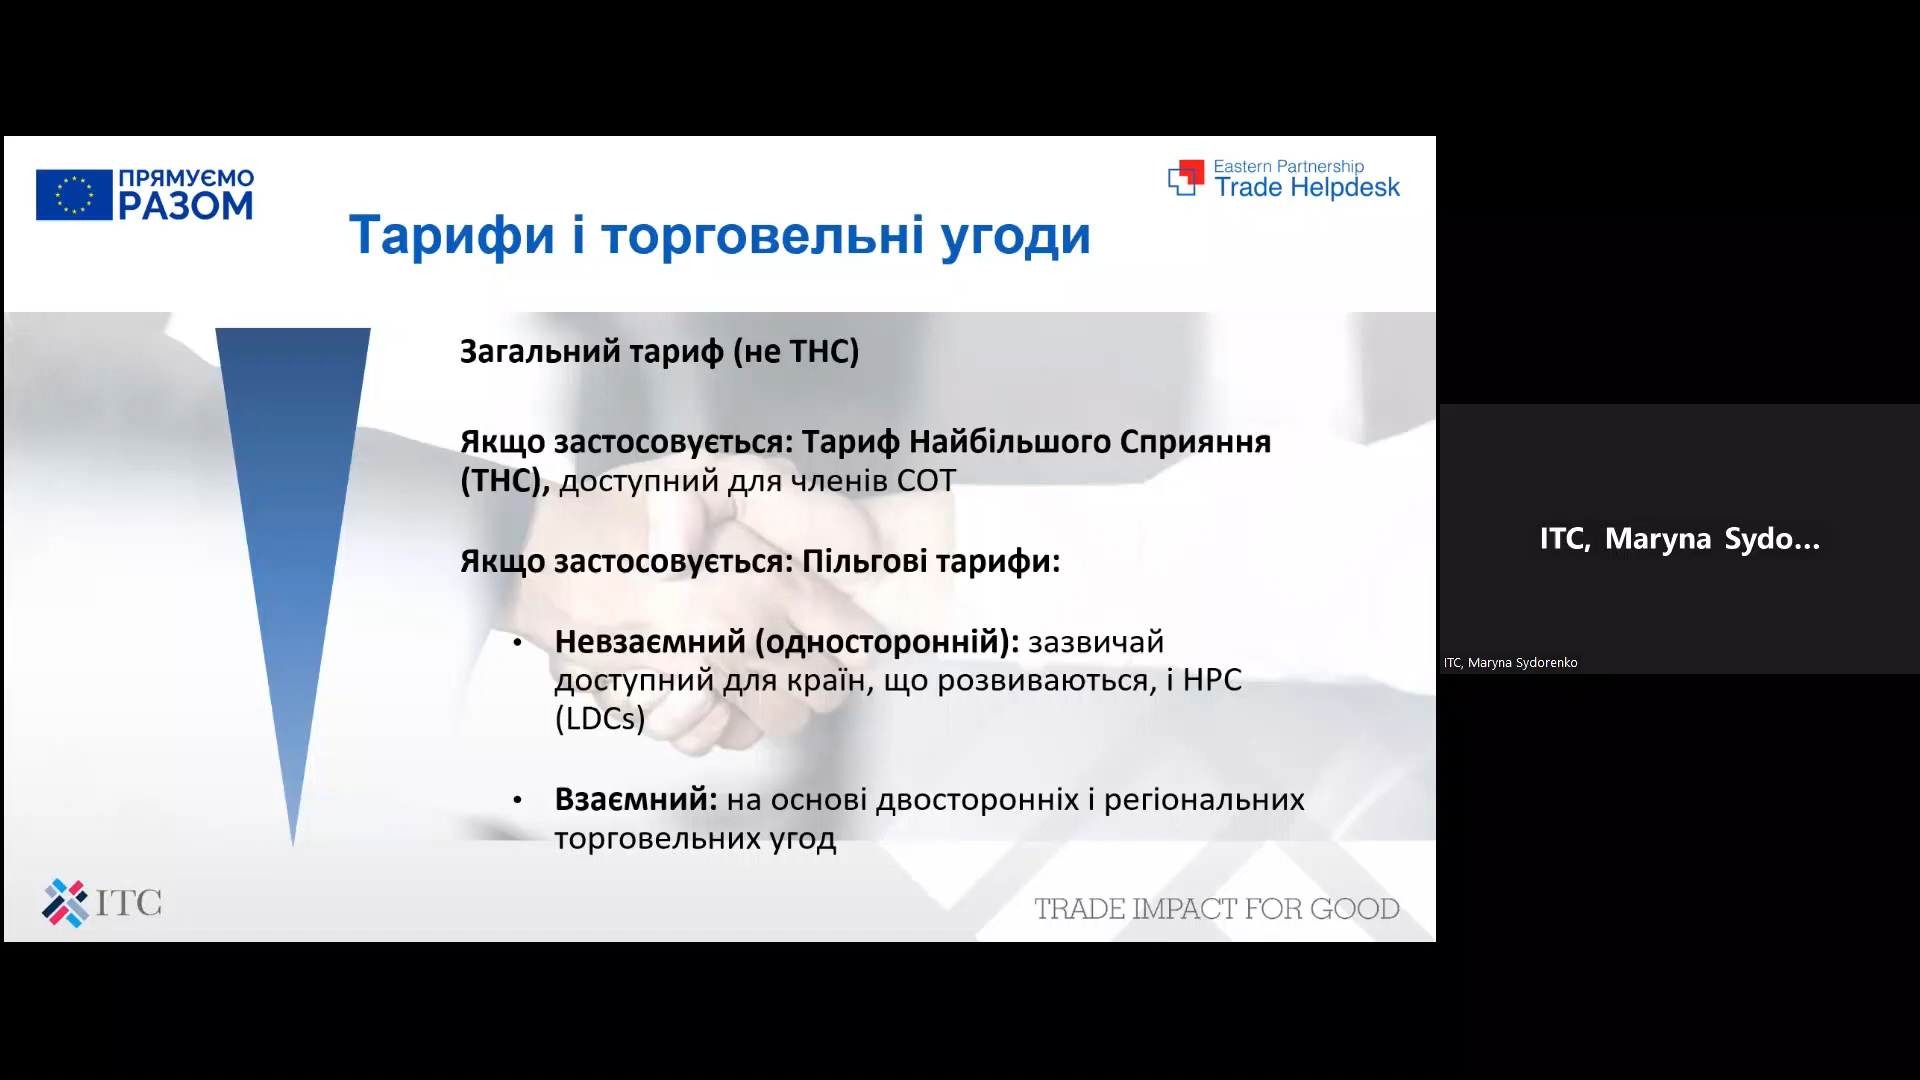 ПРЯМУЄМО
РАЗОМ
Eastern Partnership
Trade Helpdesk
Тарифи і торговельні угоди
Загальний тариф (не ТНС)
Якщо застосовується: Тариф Найбільшого Сприяння
(ТНС), доступний для членів СОТ
Якщо застосовується: Пільгові тарифи:
• Невзаємний (односторонній): зазвичай
доступний для країн, що розвиваються, і НРС
(LDCs)
• Взаємний: на основі двосторонніх і регіональних
торговельних угод
ITC
TRADE IMPACT FOR GOOD
ITC, Maryna Sydo...
ITC, Maryna Sydorenko